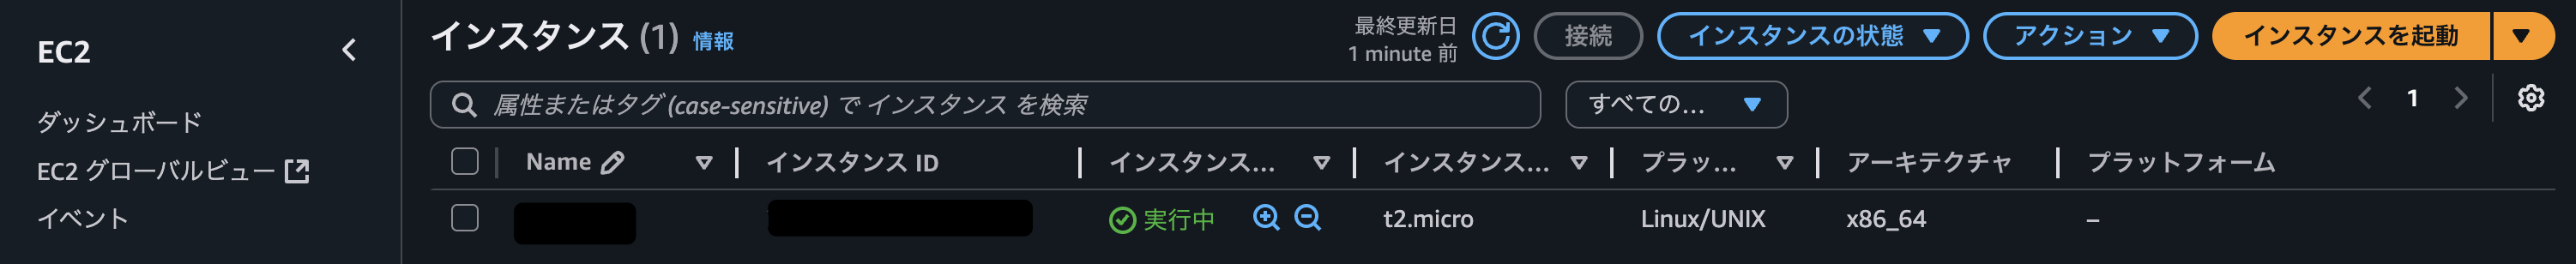 EC2
ダッシュボード
EC2 グローバルビュー
イベント
インスタンス (1) 情報
最終更新日
1 minute 前
接続
インスタンスの状態
アクション
インスタンスを起動
属性またはタグ (case-sensitive) で インスタンス を検索
すべての...
1
Name インスタンス ID インスタンス... インスタンス... プラッ... アーキテクチャ プラットフォーム
実行中 t2.micro Linux/UNIX x86_64 –